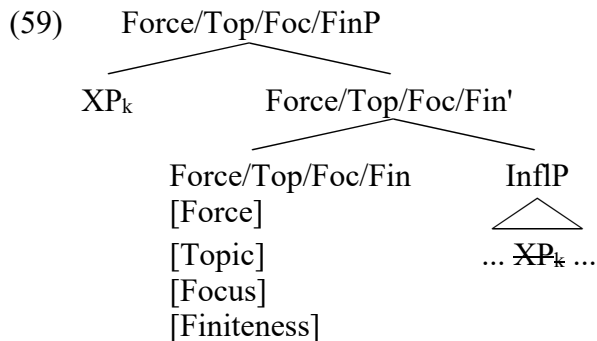 (59) Force/Top/Foc/FinP
XPk Force/Top/Foc/Fin'
Force/Top/Foc/Fin InflP
[Force]
[Topic] ... XPk ...
[Focus]
[Finiteness]